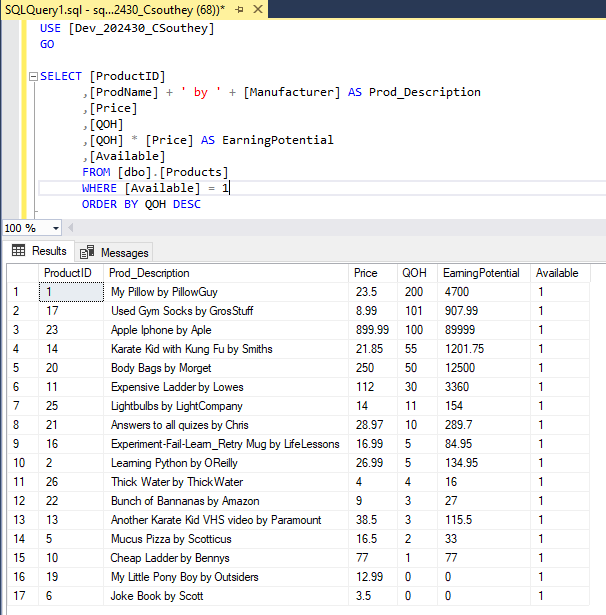 SQLQuery1.sql - sq...2430_CSouthey (68))*
USE [Dev_202430_CSouthey]
GO
SELECT [ProductID]
,[ProdName] + ' by ' + [Manufacturer] AS Prod_Description
,[Price]
,[QOH]
,[QOH] * [Price] AS EarningPotential
,[Available]
FROM [dbo].[Products]
WHERE [Available] = 1
ORDER BY QOH DESC
100 %
Results Messages
ProductID Prod_Description Price QOH EarningPotential Available
1 1 My Pillow by PillowGuy 23.5 200 4700 1
2 17 Used Gym Socks by GrosStuff 8.99 101 907.99 1
3 23 Apple Iphone by Aple 899.99 100 89999 1
4 14 Karate Kid with Kung Fu by Smiths 21.85 55 1201.75 1
5 20 Body Bags by Morget 250 50 12500 1
6 11 Expensive Ladder by Lowes 112 30 3360 1
7 25 Lightbulbs by LightCompany 14 11 154 1
8 21 Answers to all quizes by Chris 28.97 10 289.7 1
9 16 Experiment-Fail-Learn_Retry Mug by LifeLessons 16.99 5 84.95 1
10 2 Learning Python by OReilly 26.99 5 134.95 1
11 26 Thick Water by ThickWater 4 4 16 1
12 22 Bunch of Bannanas by Amazon 9 3 27 1
13 13 Another Karate Kid VHS video by Paramount 38.5 3 115.5 1
14 5 Mucus Pizza by Scotticus 16.5 2 33 1
15 10 Cheap Ladder by Bennys 77 1 77 1
16 19 My Little Pony Boy by Outsiders 12.99 0 0 1
17 6 Joke Book by Scott 3.5 0 0 1